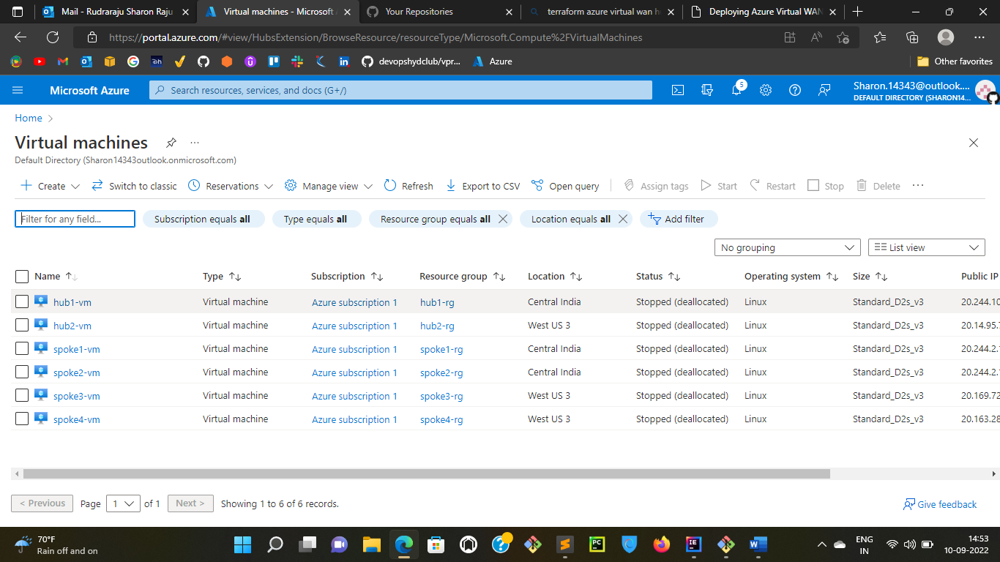 Mail - Rudraraju Sharon Raju
Virtual machines - Microsoft
Your Repositories
terraform azure virtual wan h
Deploying Azure Virtual WAN
https://portal.azure.com/#view/HubsExtension/BrowseResource/resourceType/Microsoft.Compute%2FVirtualMachines
devopshydclub/vpr... Azure Other favorites
Microsoft Azure
Search resources, services, and docs (G+/)
5
Sharon.14343@outlook....
DEFAULT DIRECTORY (SHARON14...
Home >
Virtual machines ...
Default Directory (Sharon14343outlook.onmicrosoft.com)
Create Switch to classic Reservations Manage view Refresh Export to CSV Open query Assign tags Start Restart Stop Delete ...
Filter for any field... Subscription equals all Type equals all Resource group equals all Location equals all Add filter
No grouping List view
Name Type Subscription Resource group Location Status Operating system Size Public IP
hub1-vm Virtual machine Azure subscription 1 hub1-rg Central India Stopped (deallocated) Linux Standard_D2s_v3 20.244.10
hub2-vm Virtual machine Azure subscription 1 hub2-rg West US 3 Stopped (deallocated) Linux Standard_D2s_v3 20.14.95.
spoke1-vm Virtual machine Azure subscription 1 spoke1-rg Central India Stopped (deallocated) Linux Standard_D2s_v3 20.244.2.
spoke2-vm Virtual machine Azure subscription 1 spoke2-rg Central India Stopped (deallocated) Linux Standard_D2s_v3 20.244.2.
spoke3-vm Virtual machine Azure subscription 1 spoke3-rg West US 3 Stopped (deallocated) Linux Standard_D2s_v3 20.169.72
spoke4-vm Virtual machine Azure subscription 1 spoke4-rg West US 3 Stopped (deallocated) Linux Standard_D2s_v3 20.163.28
< Previous Page 1 of 1 Next > Showing 1 to 6 of 6 records. Give feedback
70°F
Rain off and on
ENG
IN
14:53
10-09-2022